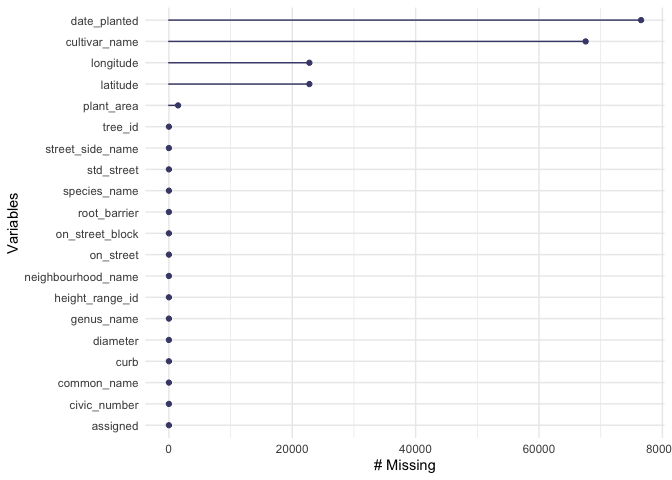 date_planted
cultivar_name
longitude
latitude
plant_area
tree_id
street_side_name
std_street
species_name
root_barrier
on_street_block
on_street
neighbourhood_name
height_range_id
genus_name
diameter
curb
common_name
civic_number
assigned
Variables
0 20000 40000 60000 8000
# Missing